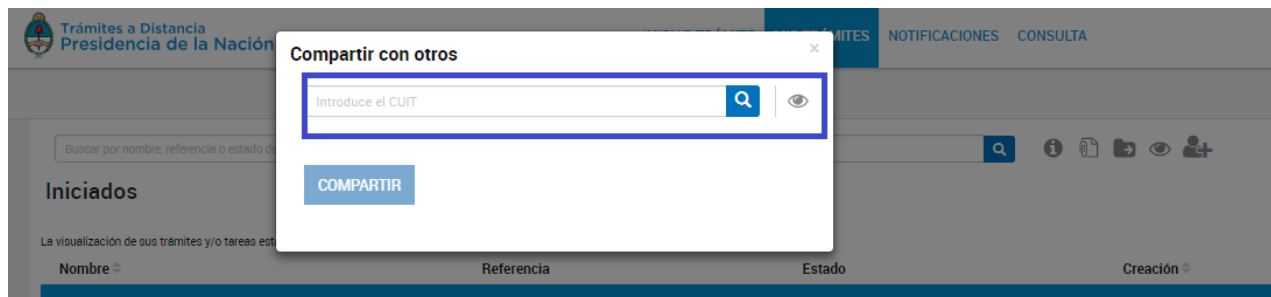 Trámites a Distancia
Presidencia de la Nación
MITES
NOTIFICACIONES
CONSULTA
Compartir con otros
×
Introduce el CUIT
Buscar por nombre, referencia o estado de
COMPARTIR
Iniciados
La visualización de sus trámites y/o tareas est
Nombre
Referencia
Estado
Creación